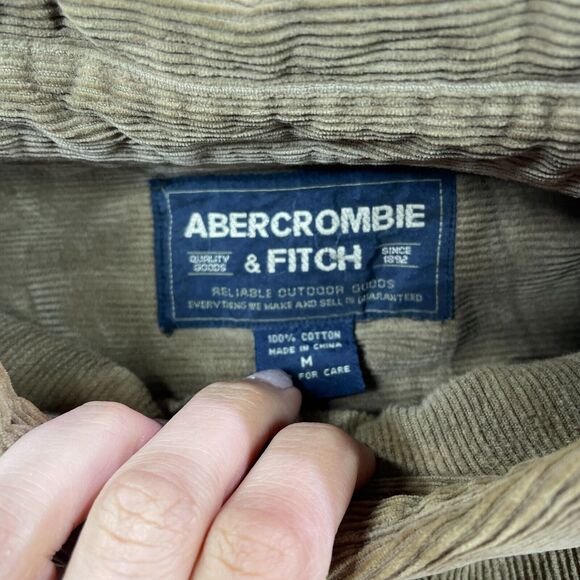 ABERCROMBIE
& FITCH
QUALITY
GOODS
SINCE
1892
RELIABLE OUTDOOR GOODS
EVERYTHING WE MAKE AND SELL IS GUARANTEED
100% COTTON
MADE IN CHINA
M
FOR CARE